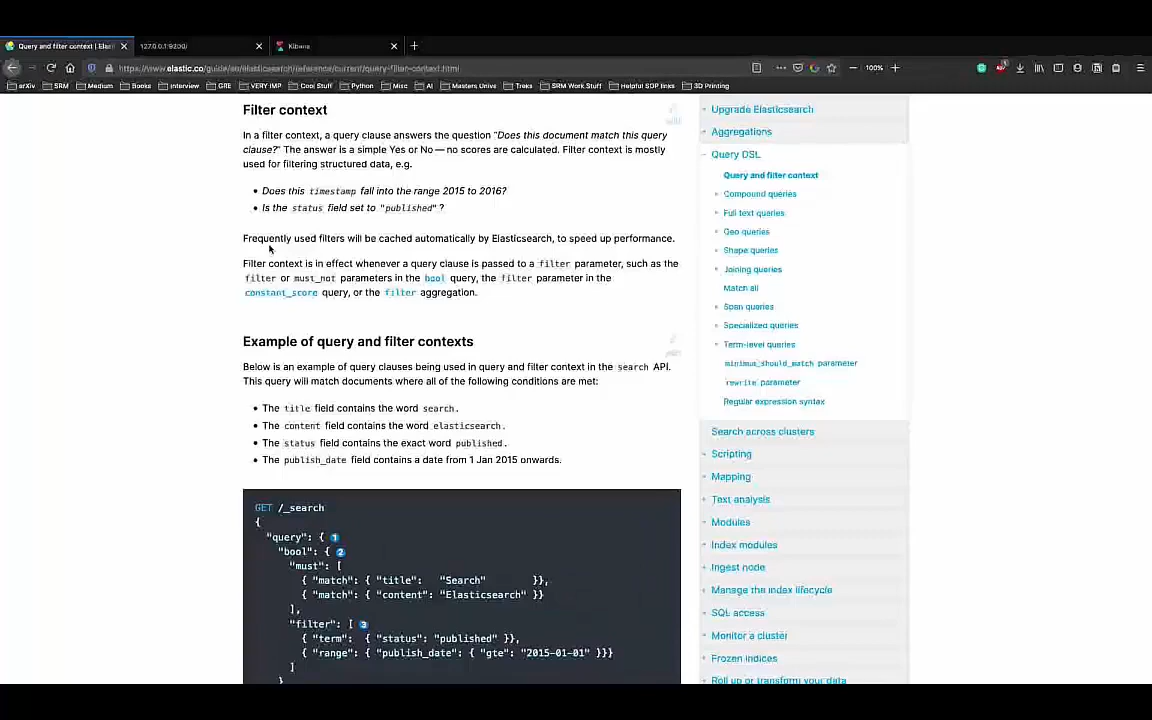 Query and filter context | Elas
127.0.0.1:9200/
Kibana
https://www.elastic.co/guide/en/elasticsearch/reference/current/query-filter-context.html
100%
arXiv SRM Medium Books Interview GRE VERY IMP Cool Stuff Python Misc AI Masters Univs Treks SRM Work Stuff Helpful SOP links 3D Printing
Filter context
In a filter context, a query clause answers the question "Does this document match this query
clause?" The answer is a simple Yes or No — no scores are calculated. Filter context is mostly
used for filtering structured data, e.g.
• Does this timestamp fall into the range 2015 to 2016?
• Is the status field set to "published" ?
Frequently used filters will be cached automatically by Elasticsearch, to speed up performance.
Filter context is in effect whenever a query clause is passed to a filter parameter, such as the
filter or must_not parameters in the bool query, the filter parameter in the
constant_score query, or the filter aggregation.
Example of query and filter contexts
Below is an example of query clauses being used in query and filter context in the search API.
This query will match documents where all of the following conditions are met:
• The title field contains the word search.
• The content field contains the word elasticsearch.
• The status field contains the exact word published.
• The publish_date field contains a date from 1 Jan 2015 onwards.
GET /_search
{
"query": { 1
"bool": { 2
"must": [
{ "match": { "title": "Search" }},
{ "match": { "content": "Elasticsearch" }}
],
"filter": [ 3
{ "term": { "status": "published" }},
{ "range": { "publish_date": { "gte": "2015-01-01" }}}
]
}
Upgrade Elasticsearch
Aggregations
Query DSL
Query and filter context
Compound queries
Full text queries
Geo queries
Shape queries
Joining queries
Match all
Span queries
Specialized queries
Term-level queries
minimum_should_match parameter
rewrite parameter
Regular expression syntax
Search across clusters
Scripting
Mapping
Text analysis
Modules
Index modules
Ingest node
Manage the index lifecycle
SQL access
Monitor a cluster
Frozen indices
Roll up or transform your data